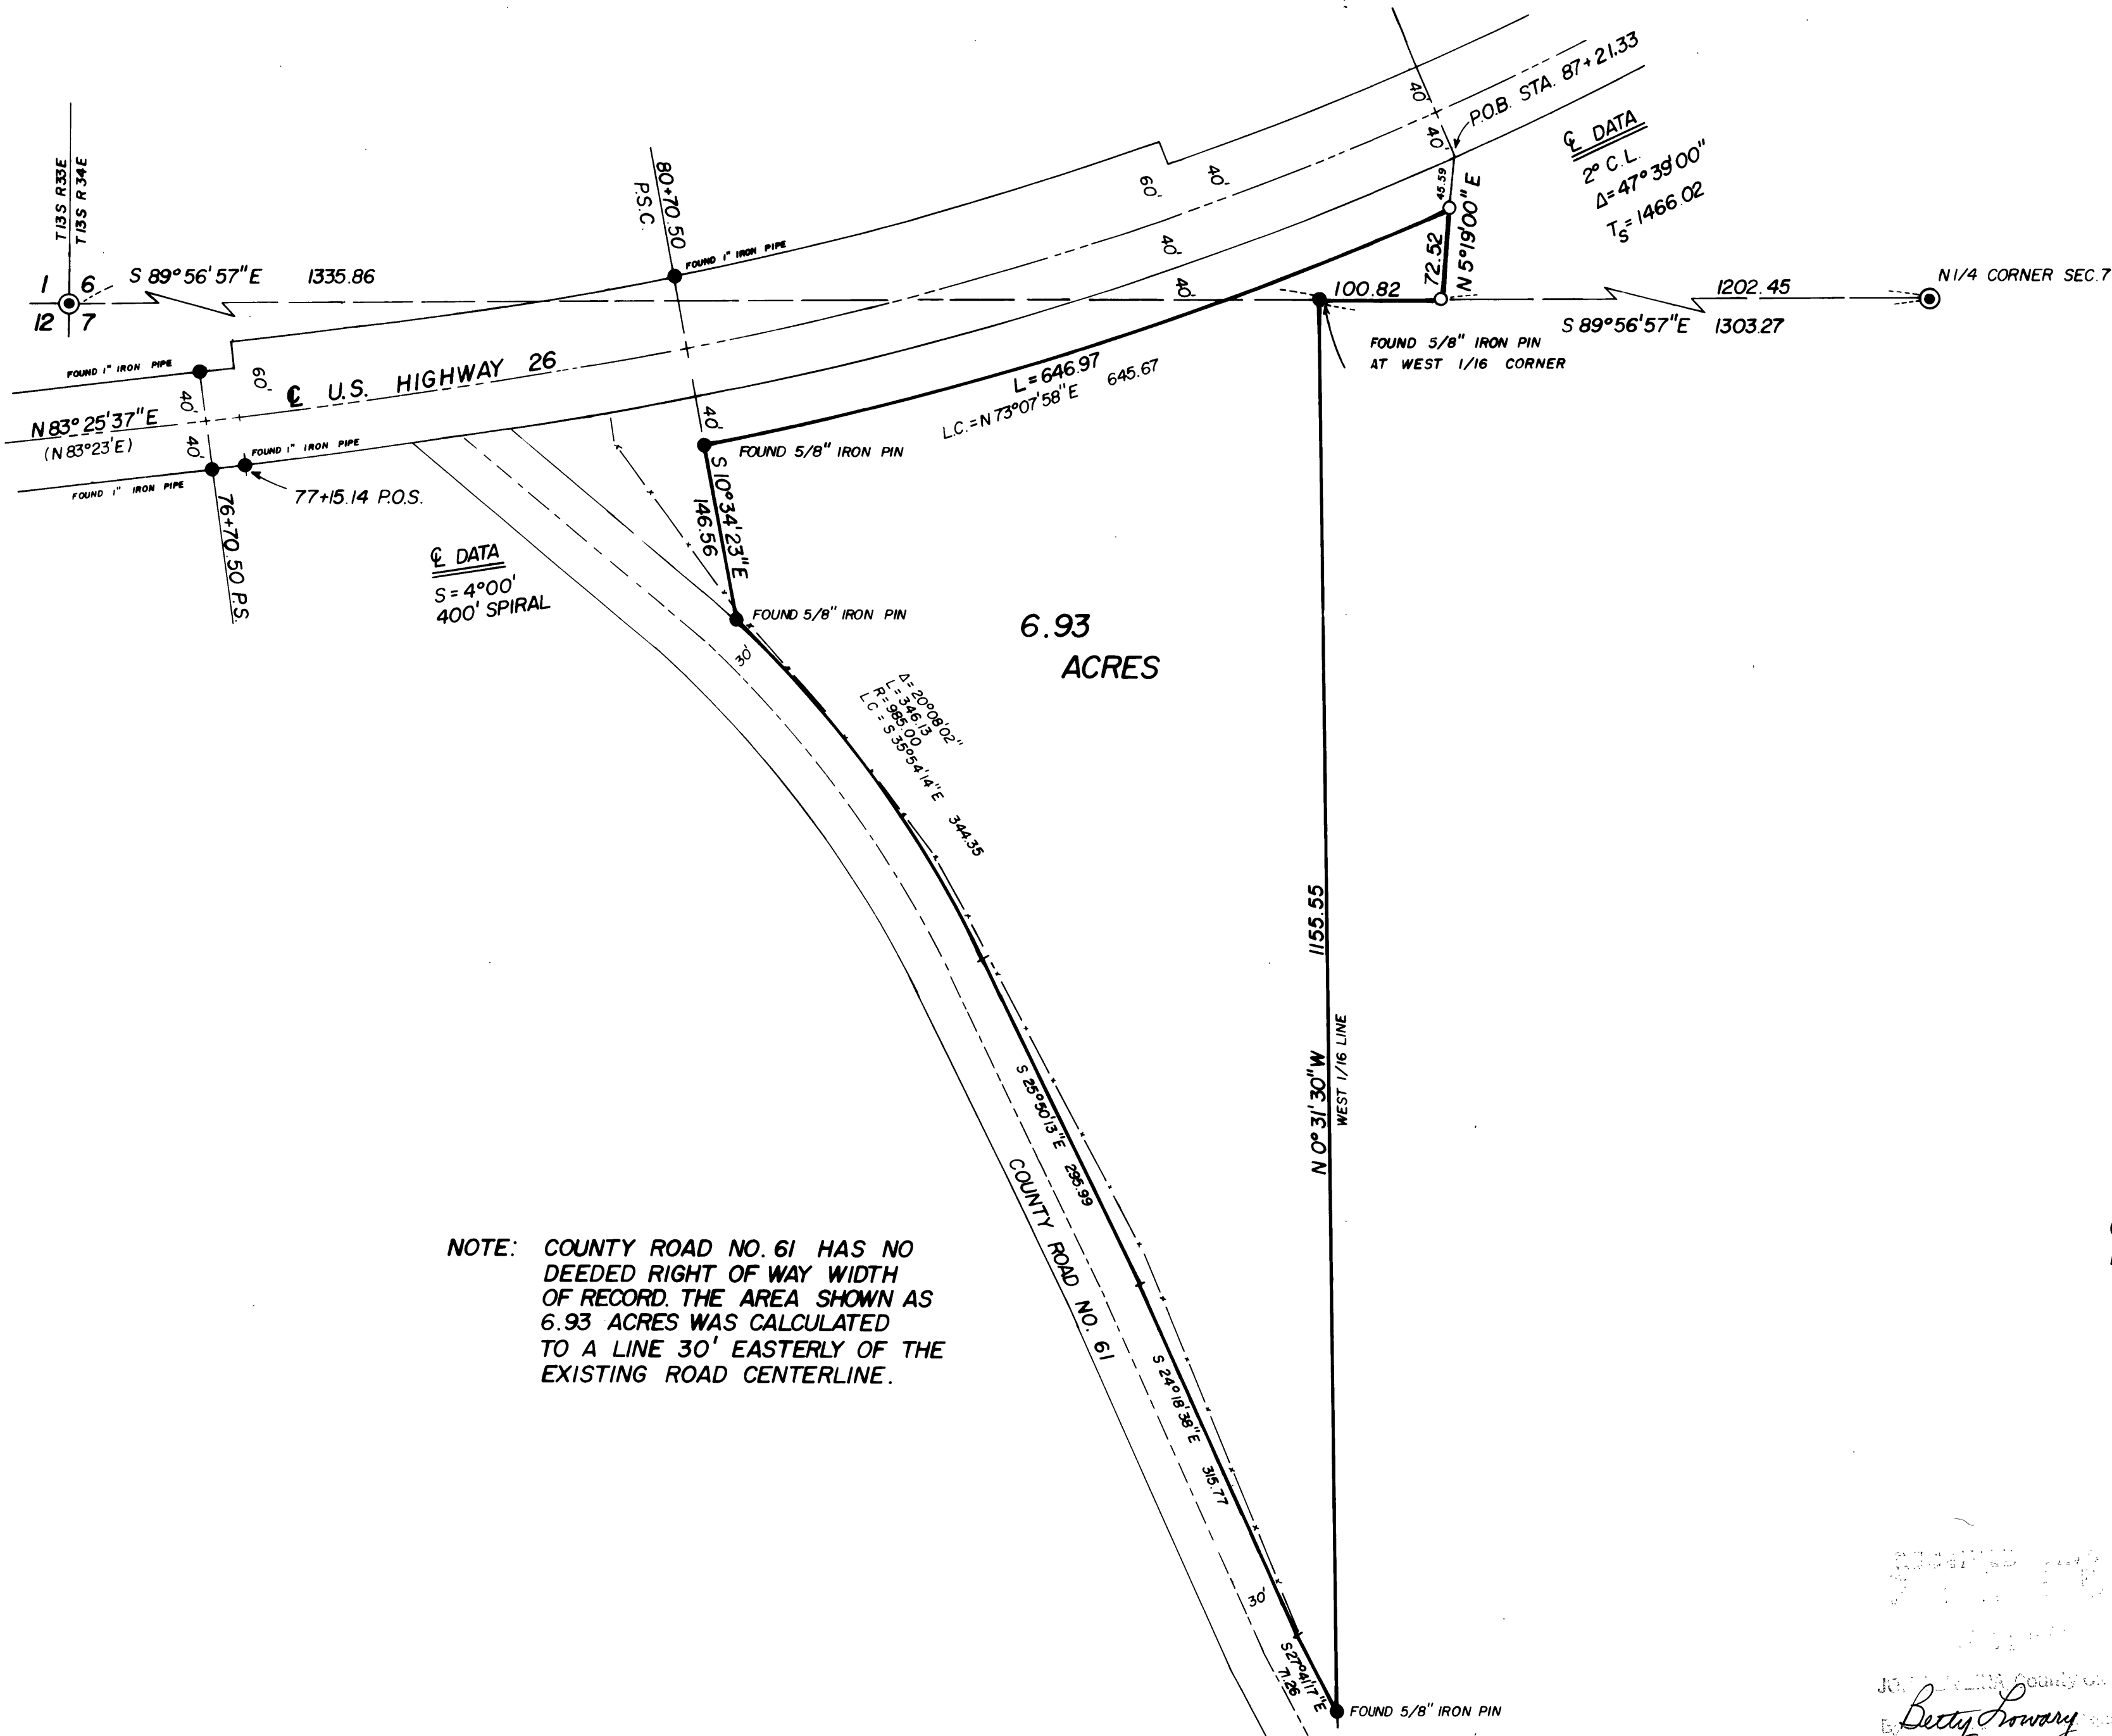 40'
P.O.B. STA. 87+21.33
40'
℄ DATA
2° C.L.
Δ=47°39'00"
Ts=1466.02
T13S R33E
T13S R34E
80+70.50
P.S.C.
60'
40'
45.59
N 5°19'00" E
72.52
FOUND 1" IRON PIPE
1 6
12 7
S 89°56'57"E 1335.86
40'
40'
100.82
1202.45
N 1/4 CORNER SEC.7
S 89°56'57"E 1303.27
FOUND 5/8" IRON PIN
AT WEST 1/16 CORNER
FOUND 1" IRON PIPE
60'
℄ U.S. HIGHWAY 26
L=646.97
L.C.=N 73°07'58"E 645.67
40'
N 83°25'37"E
(N 83°23'E)
40'
40'
FOUND 1" IRON PIPE
FOUND 5/8" IRON PIN
FOUND 1" IRON PIPE
77+15.14 P.O.S.
76+70.50 P.S.
S 10°34'23"E
146.56
℄ DATA
S=4°00'
400' SPIRAL
FOUND 5/8" IRON PIN
6.93
ACRES
30'
Δ=20°08'02"
L=346.13
R=985.00
L.C=S 35°54'14"E 344.35
1155.55
N 0°31'30"W
WEST 1/16 LINE
S 25°50'13"E 295.99
COUNTY ROAD NO. 61
NOTE: COUNTY ROAD NO. 61 HAS NO
DEEDED RIGHT OF WAY WIDTH
OF RECORD. THE AREA SHOWN AS
6.93 ACRES WAS CALCULATED
TO A LINE 30' EASTERLY OF THE
EXISTING ROAD CENTERLINE.
S 24°18'38"E 315.77
30'
S 27°41'17"E
71.26
FOUND 5/8" IRON PIN
County
Betty Lowary